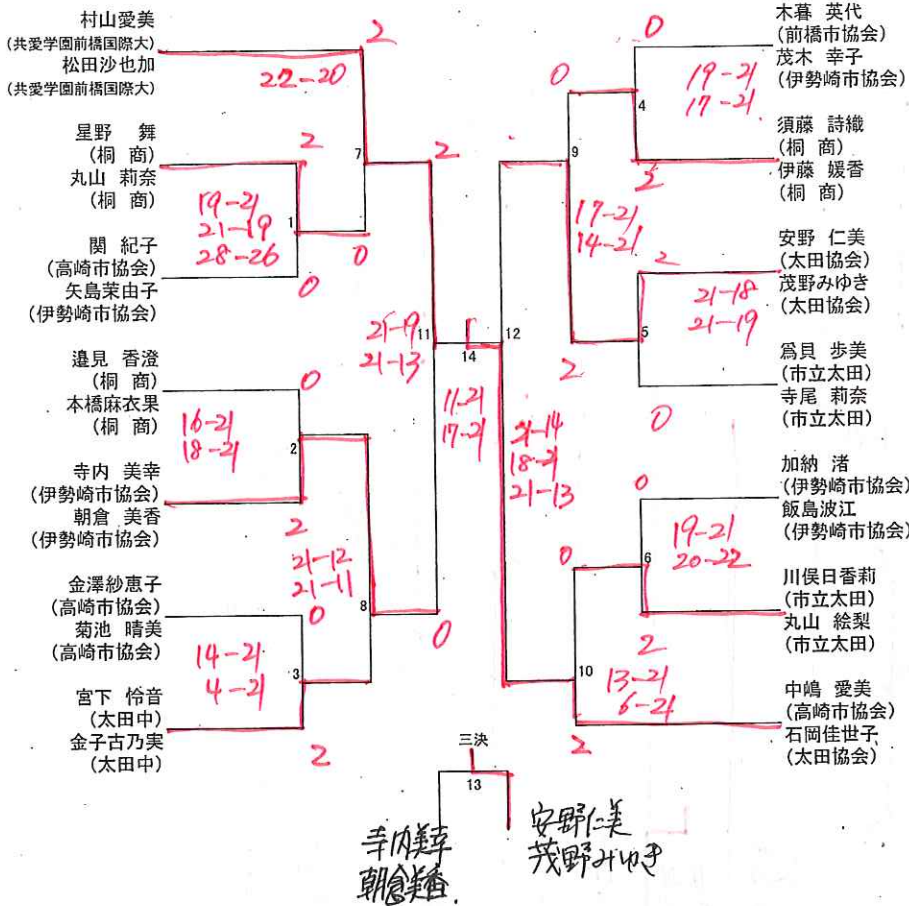 村山愛美
(共愛学園前橋国際大)
松田沙也加
(共愛学園前橋国際大)
2
22-20
星野 舞
(桐 商)
丸山 莉奈
(桐 商)
2
7
2
19-21
21-19
28-26
1
0
関 紀子
(高崎市協会)
矢島茉由子
(伊勢崎市協会)
0
邉見 香澄
(桐 商)
本橋麻衣果
(桐 商)
0
16-21
18-21
2
寺内 美幸
(伊勢崎市協会)
朝倉 美香
(伊勢崎市協会)
2
21-12
21-11
8
0
金澤紗恵子
(高崎市協会)
菊池 晴美
(高崎市協会)
0
14-21
4-21
3
宮下 怜音
(太田中)
金子古乃実
(太田中)
2
21-19
21-13
11
14
11-21
17-21
12
21-14
18-21
21-13
木暮 英代
(前橋市協会)
茂木 幸子
(伊勢崎市協会)
0
0
19-21
17-21
4
須藤 詩織
(桐 商)
伊藤 媛香
(桐 商)
2
9
17-21
14-21
安野 仁美
(太田協会)
茂野みゆき
(太田協会)
2
21-18
21-19
5
2
爲貝 歩美
(市立太田)
寺尾 莉奈
(市立太田)
0
加納 渚
(伊勢崎市協会)
飯島波江
(伊勢崎市協会)
0
19-21
20-22
6
0
川俣日香莉
(市立太田)
丸山 絵梨
(市立太田)
2
10
13-21
6-21
中嶋 愛美
(高崎市協会)
石岡佳世子
(太田協会)
2
三決
13
寺内美幸
朝倉美香.
安野仁美
茂野みゆき